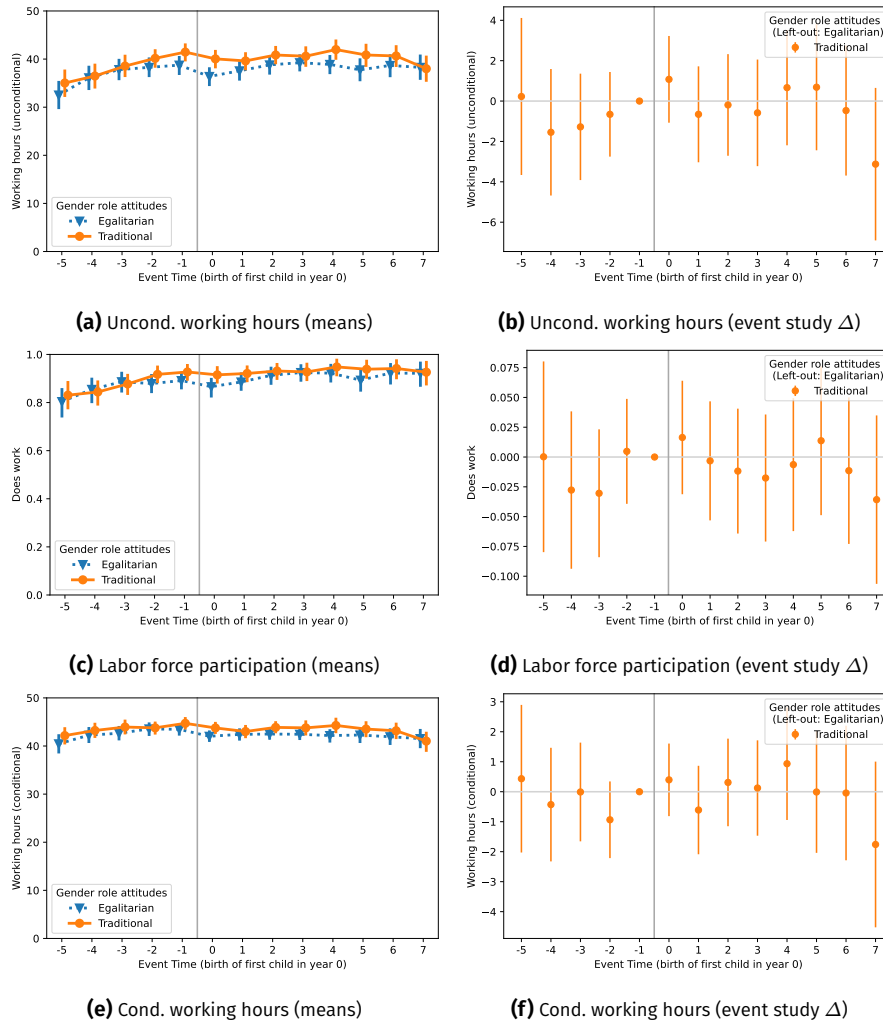 50
40
30
20
10
0
Working hours (unconditional)
Gender role attitudes
Egalitarian
Traditional
-5 -4 -3 -2 -1 0 1 2 3 4 5 6 7
Event Time (birth of first child in year 0)
(a) Uncond. working hours (means)
4
2
0
−2
−4
−6
Working hours (unconditional)
Gender role attitudes
(Left-out: Egalitarian)
Traditional
-5 -4 -3 -2 -1 0 1 2 3 4 5 6 7
Event Time (birth of first child in year 0)
(b) Uncond. working hours (event study Δ)
1.0
0.8
0.6
0.4
0.2
0.0
Does work
Gender role attitudes
Egalitarian
Traditional
-5 -4 -3 -2 -1 0 1 2 3 4 5 6 7
Event Time (birth of first child in year 0)
(c) Labor force participation (means)
0.075
0.050
0.025
0.000
−0.025
−0.050
−0.075
−0.100
Does work
Gender role attitudes
(Left-out: Egalitarian)
Traditional
-5 -4 -3 -2 -1 0 1 2 3 4 5 6 7
Event Time (birth of first child in year 0)
(d) Labor force participation (event study Δ)
50
40
30
20
10
0
Working hours (conditional)
Gender role attitudes
Egalitarian
Traditional
-5 -4 -3 -2 -1 0 1 2 3 4 5 6 7
Event Time (birth of first child in year 0)
(e) Cond. working hours (means)
3
2
1
0
−1
−2
−3
−4
Working hours (conditional)
Gender role attitudes
(Left-out: Egalitarian)
Traditional
-5 -4 -3 -2 -1 0 1 2 3 4 5 6 7
Event Time (birth of first child in year 0)
(f) Cond. working hours (event study Δ)